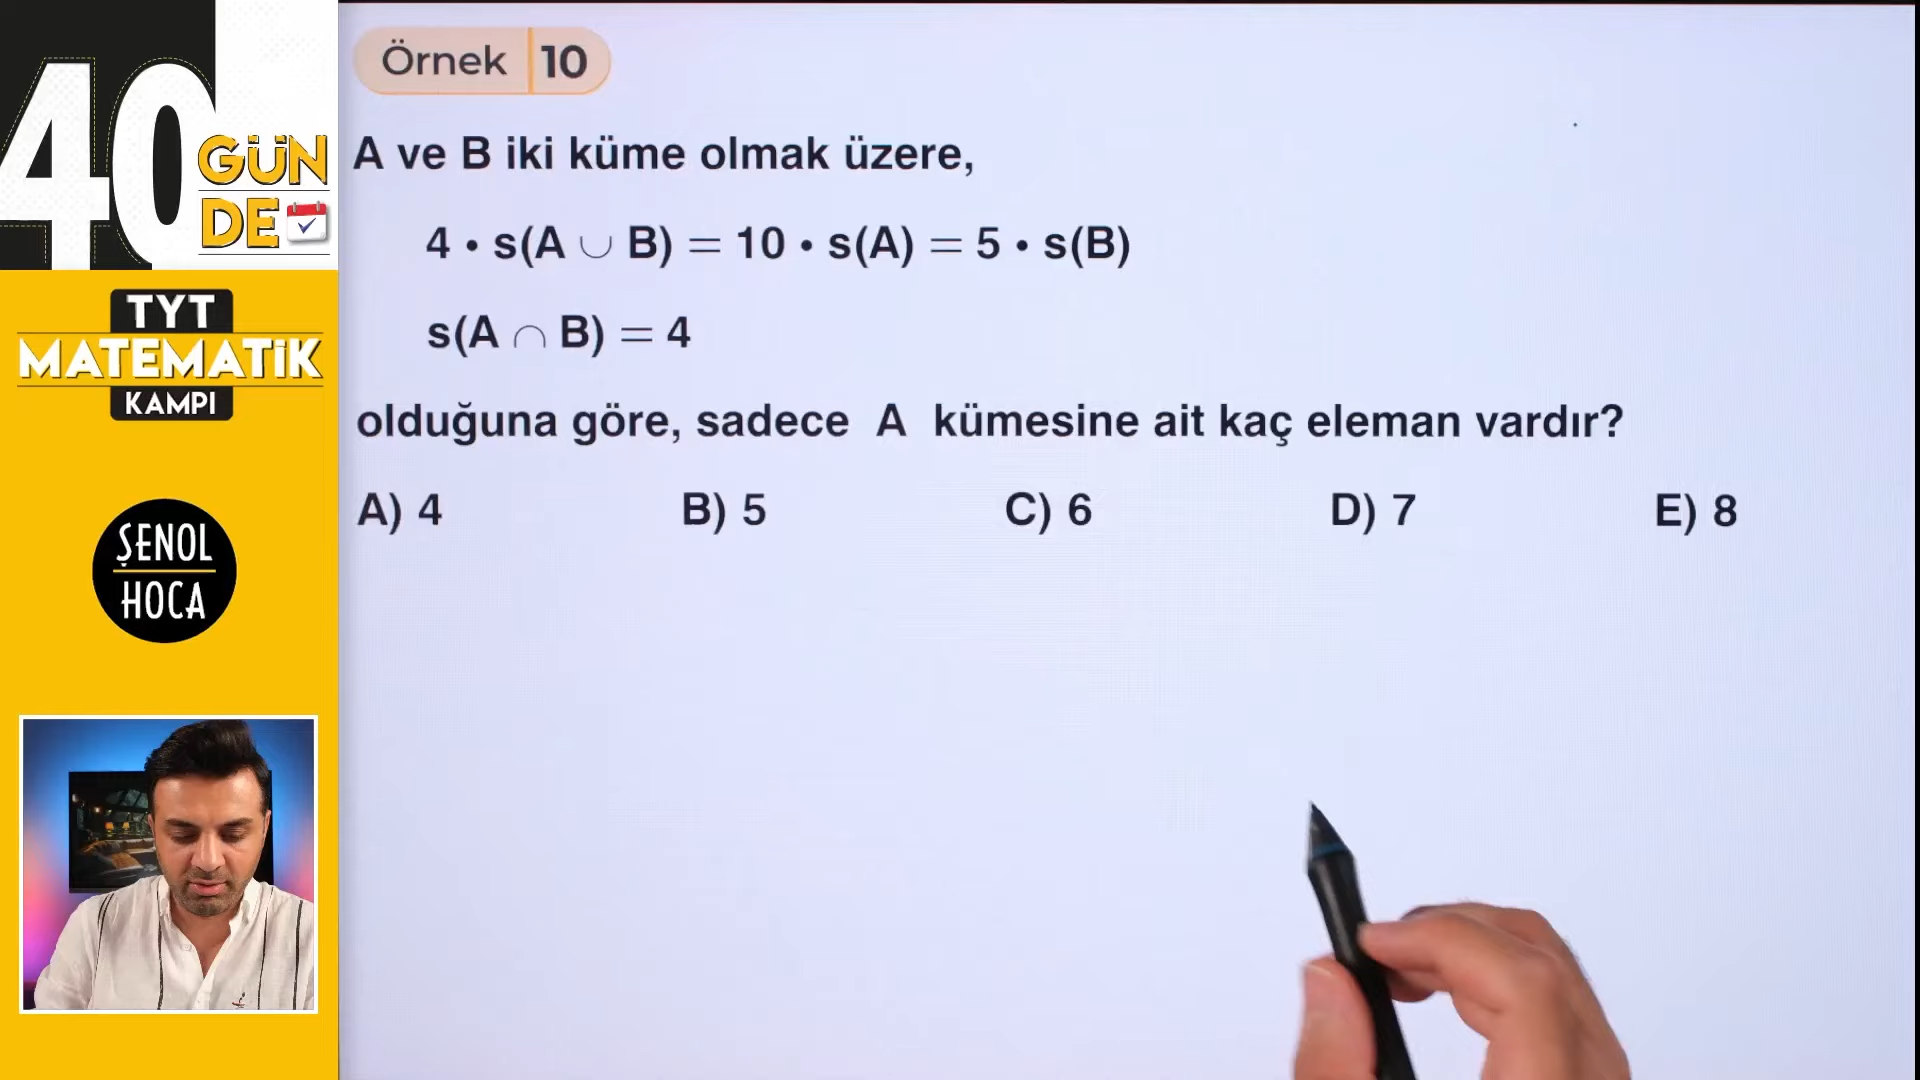 40
GÜN
DE
TYT
MATEMATİK
KAMPI
ŞENOL
HOCA
Örnek 10
A ve B iki küme olmak üzere,
4 • s(A ∪ B) = 10 • s(A) = 5 • s(B)
s(A ∩ B) = 4
olduğuna göre, sadece A kümesine ait kaç eleman vardır?
A) 4 B) 5 C) 6 D) 7 E) 8